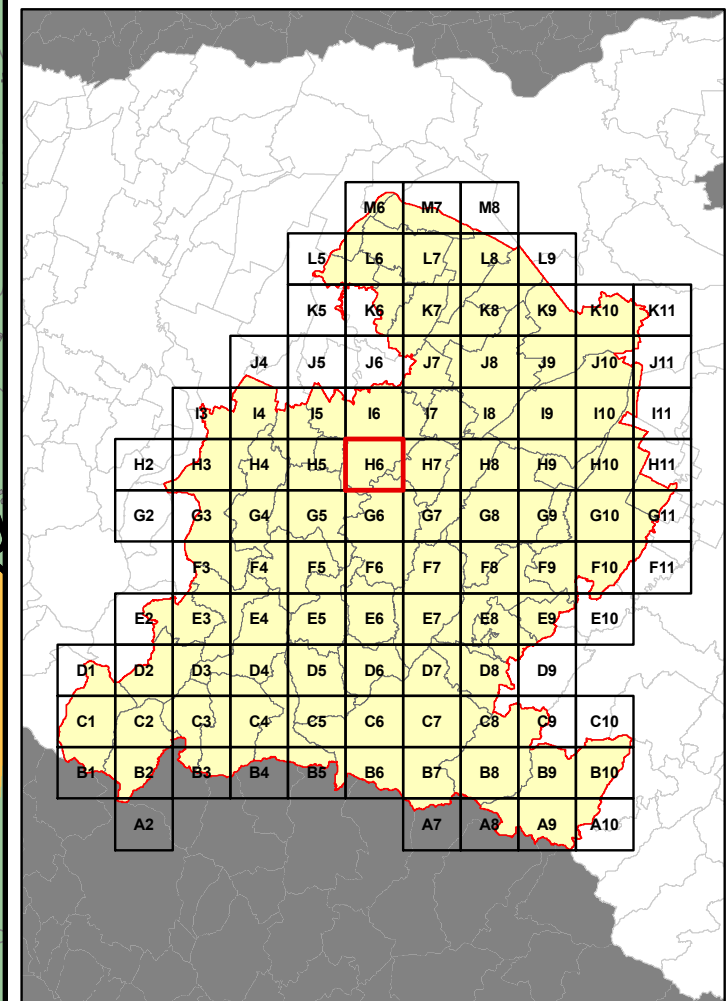 M6 M7 M8
L5 L6 L7 L8 L9
K5 K6 K7 K8 K9 K10 K11
J4 J5 J6 J7 J8 J9 J10 J11
I3 I4 I5 I6 I7 I8 I9 I10 I11
H2 H3 H4 H5 H6 H7 H8 H9 H10 H11
G2 G3 G4 G5 G6 G7 G8 G9 G10 G11
F3 F4 F5 F6 F7 F8 F9 F10 F11
E2 E3 E4 E5 E6 E7 E8 E9 E10
D1 D2 D3 D4 D5 D6 D7 D8 D9
C1 C2 C3 C4 C5 C6 C7 C8 C9 C10
B1 B2 B3 B4 B5 B6 B7 B8 B9 B10
A2 A7 A8 A9 A10